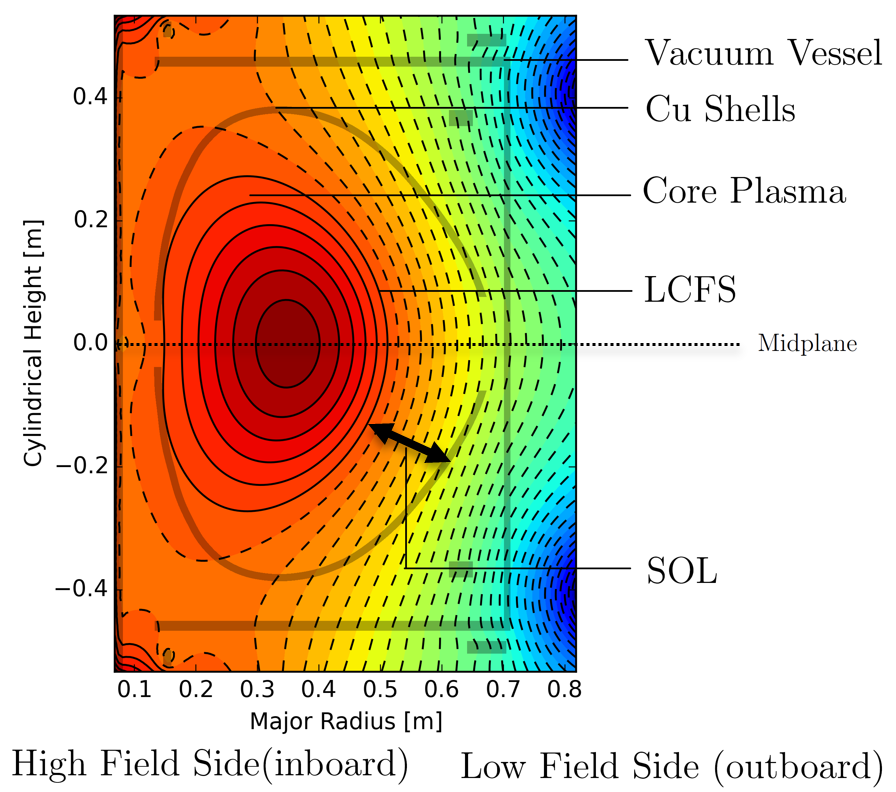 Vacuum Vessel
0.4
Cu Shells
0.2
Core Plasma
LCFS
0.0
Midplane
Cylindrical Height [m]
−0.2
−0.4
SOL
0.1 0.2 0.3 0.4 0.5 0.6 0.7 0.8
Major Radius [m]
High Field Side(inboard) Low Field Side (outboard)